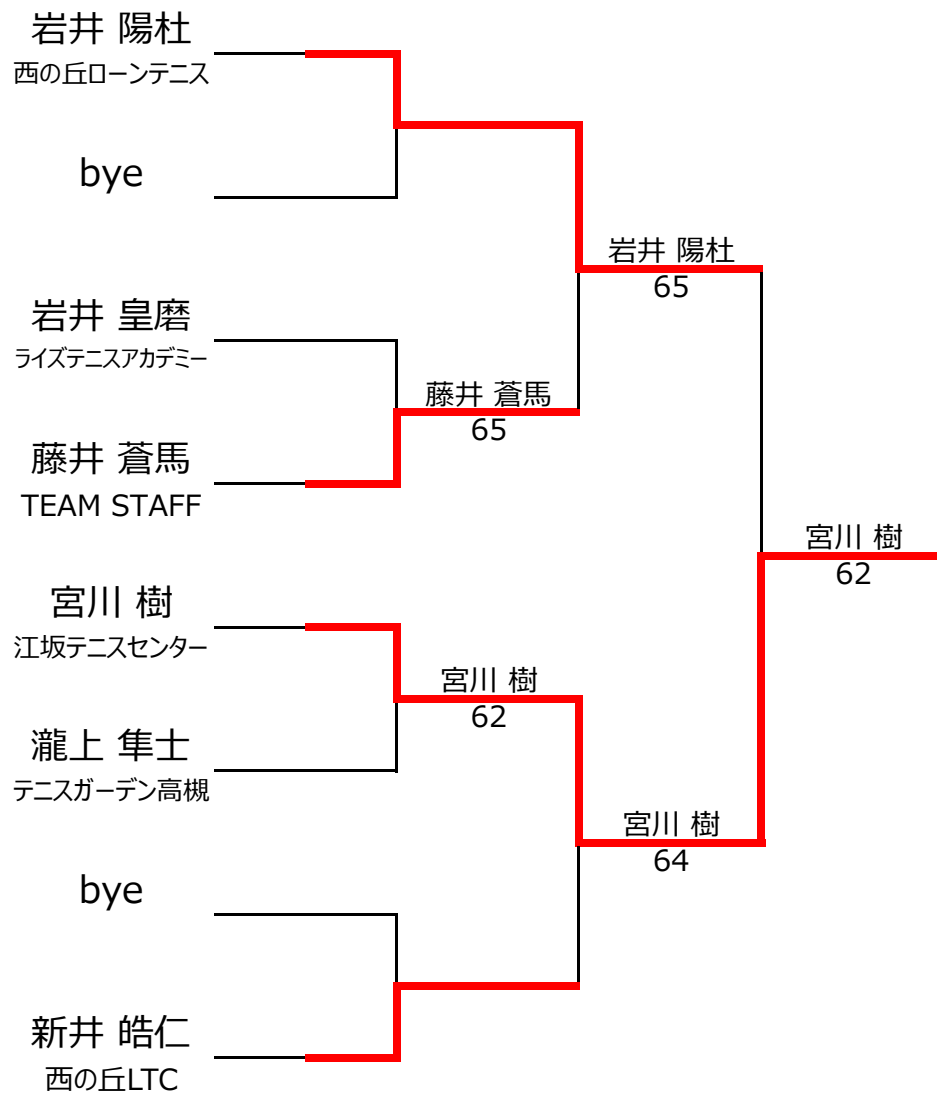 岩井 陽杜
西の丘ローンテニス
bye
岩井 陽杜
65
岩井 皇磨
ライズテニスアカデミー
藤井 蒼馬
65
藤井 蒼馬
TEAM STAFF
宮川 樹
62
宮川 樹
江坂テニスセンター
宮川 樹
62
瀧上 隼士
テニスガーデン高槻
宮川 樹
64
bye
新井 皓仁
西の丘LTC